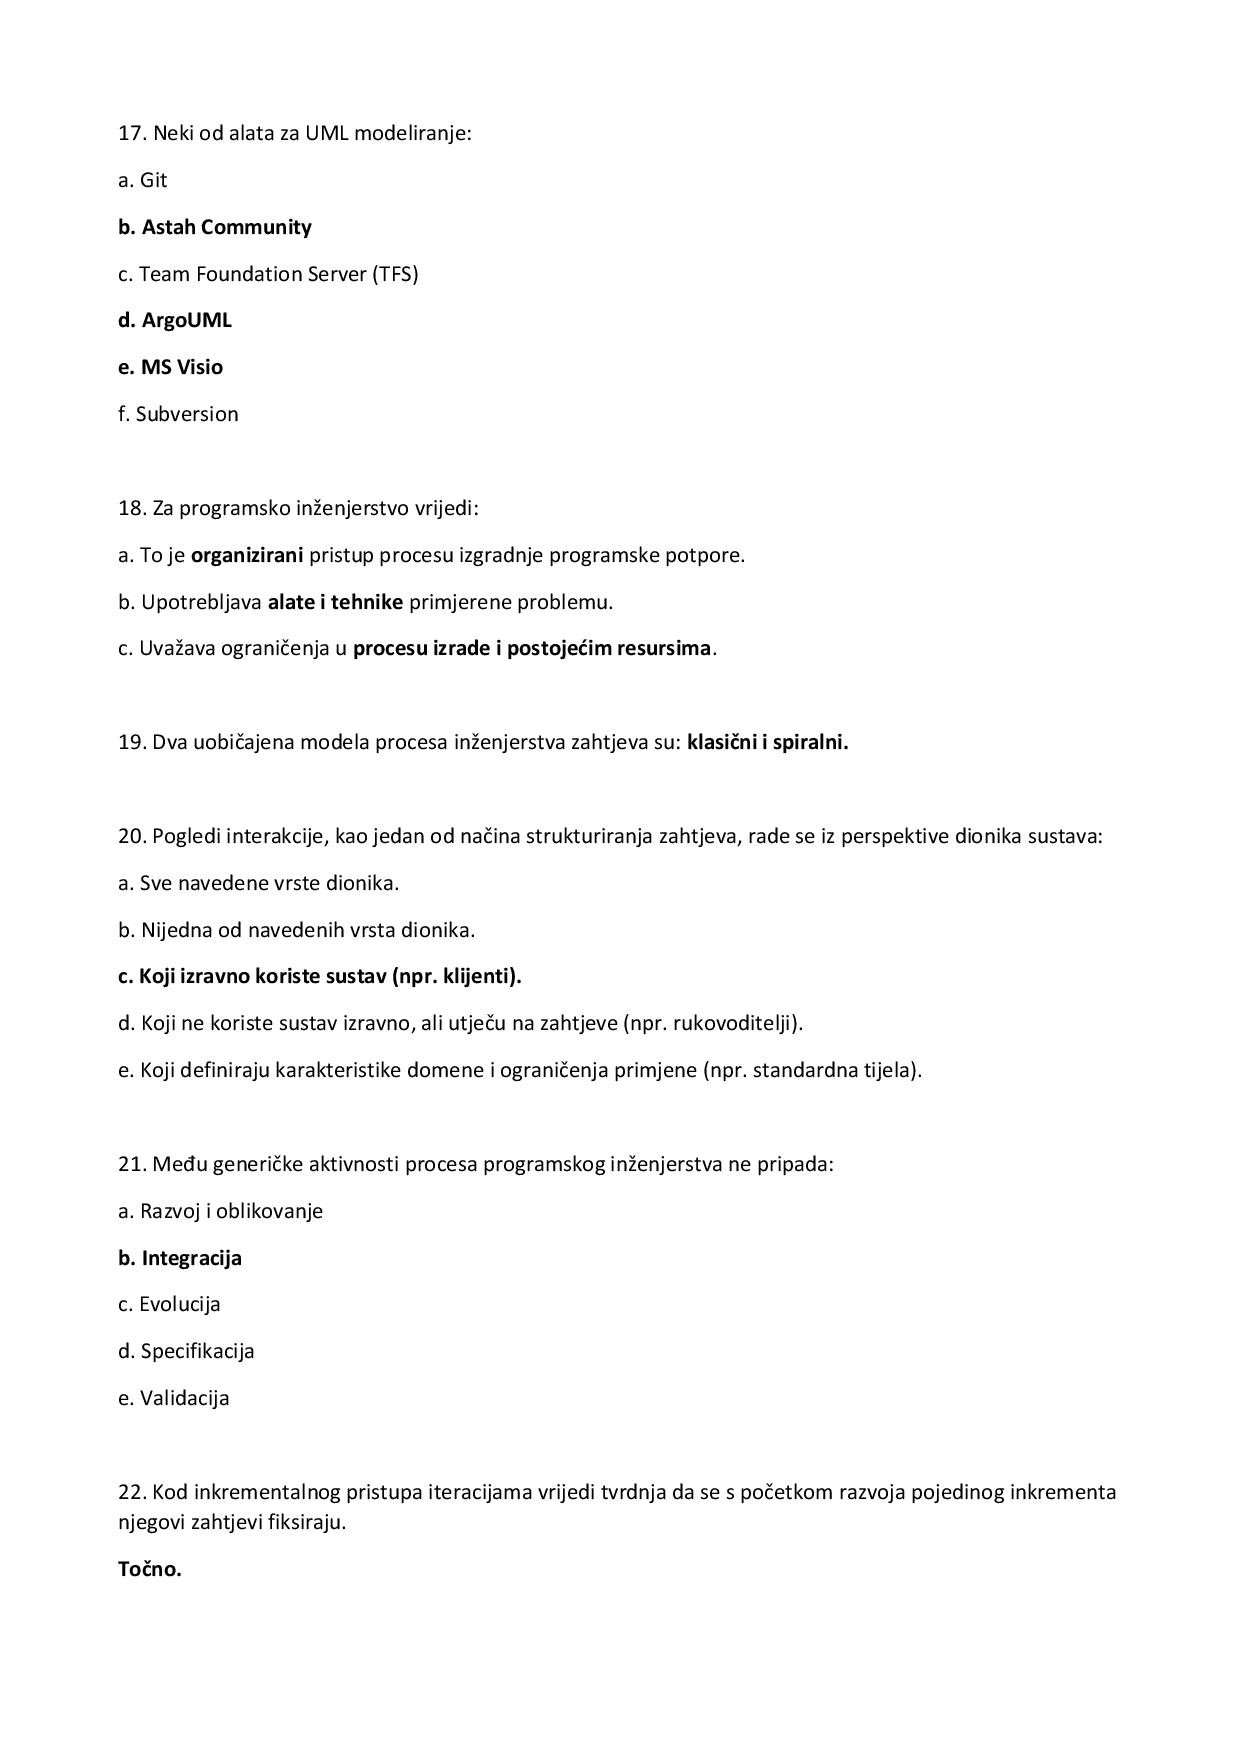 17. Neki od alata za UML modeliranje:
a. Git
b. Astah Community
c. Team Foundation Server (TFS)
d. ArgoUML
e. MS Visio
f. Subversion
18. Za programsko inženjerstvo vrijedi:
a. To je organizirani pristup procesu izgradnje programske potpore.
b. Upotrebljava alate i tehnike primjerene problemu.
c. Uvažava ograničenja u procesu izrade i postojećim resursima.
19. Dva uobičajena modela procesa inženjerstva zahtjeva su: klasični i spiralni.
20. Pogledi interakcije, kao jedan od načina strukturiranja zahtjeva, rade se iz perspektive dionika sustava:
a. Sve navedene vrste dionika.
b. Nijedna od navedenih vrsta dionika.
c. Koji izravno koriste sustav (npr. klijenti).
d. Koji ne koriste sustav izravno, ali utječu na zahtjeve (npr. rukovoditelji).
e. Koji definiraju karakteristike domene i ograničenja primjene (npr. standardna tijela).
21. Među generičke aktivnosti procesa programskog inženjerstva ne pripada:
a. Razvoj i oblikovanje
b. Integracija
c. Evolucija
d. Specifikacija
e. Validacija
22. Kod inkrementalnog pristupa iteracijama vrijedi tvrdnja da se s početkom razvoja pojedinog inkrementa
njegovi zahtjevi fiksiraju.
Točno.